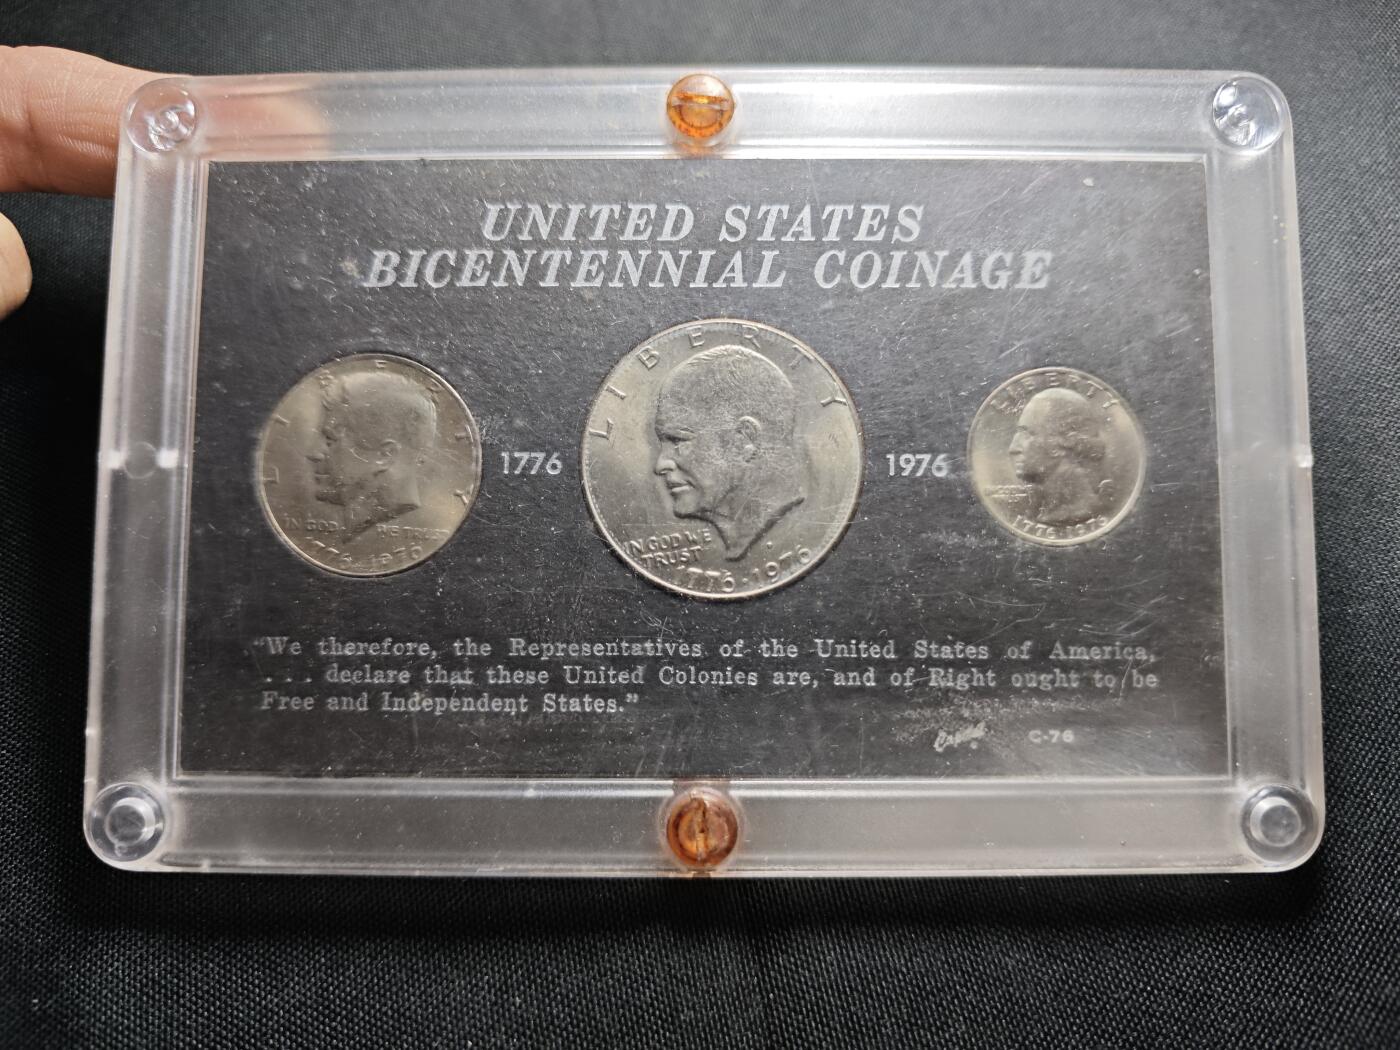 UNITED STATES
BICENTENNIAL COINAGE
LIBERTY
IN GOD WE TRUST
1776-1976
1776
LIBERTY
IN GOD WE
TRUST
1776·1976
1976
LIBERTY
1776-1976
"We therefore, the Representatives of the United States of America,
. . . declare that these United Colonies are, and of Right ought to be
Free and Independent States."
C-76